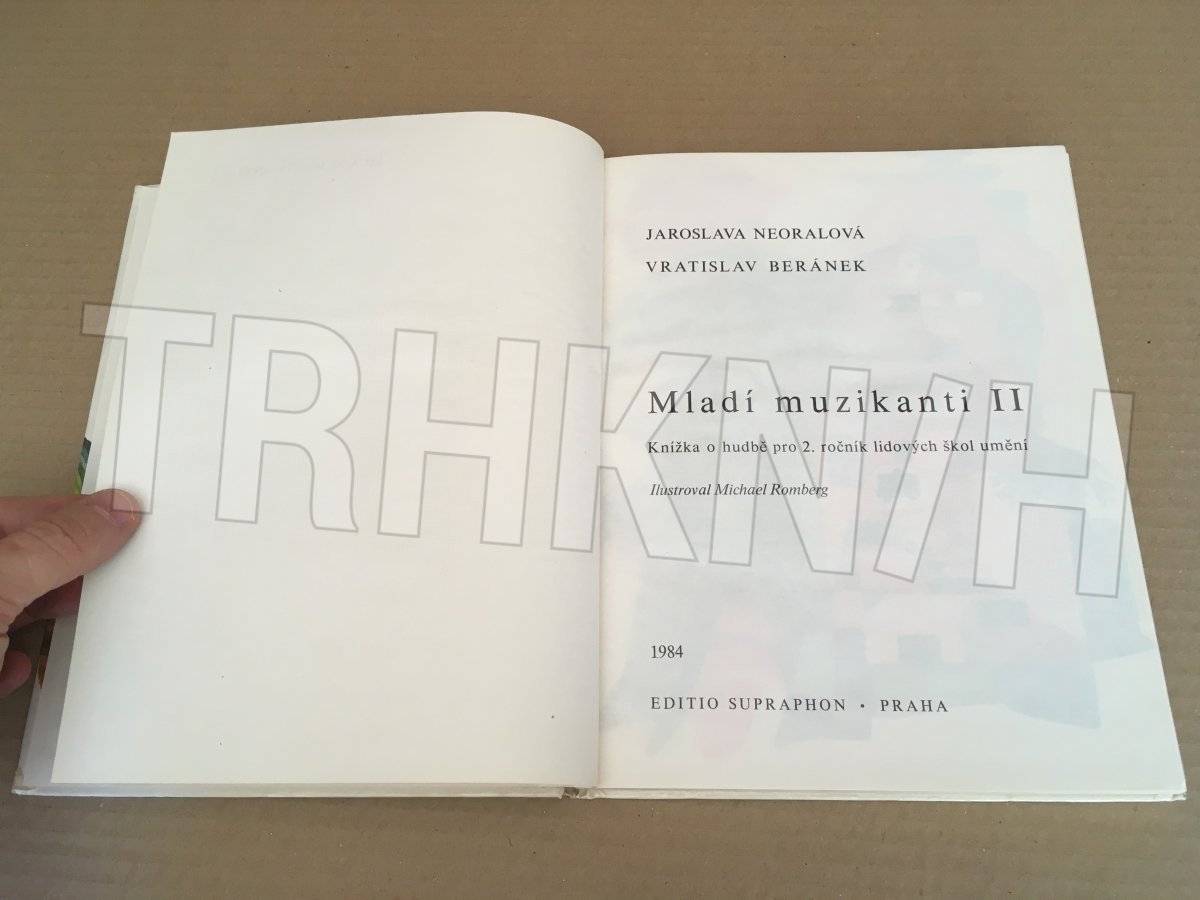 JAROSLAVA NEORALOVÁ
VRATISLAV BERÁNEK
Mladí muzikanti II
Knížka o hudbě pro 2. ročník lidových škol umění
Ilustroval Michael Romberg
TRHKNIH
1984
EDITIO SUPRAPHON • PRAHA